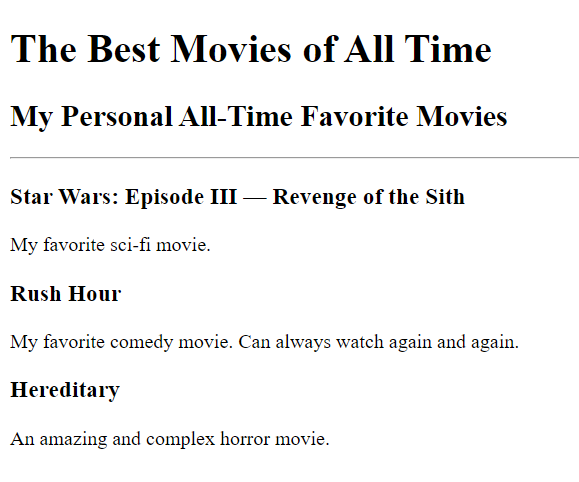 The Best Movies of All Time
My Personal All-Time Favorite Movies
Star Wars: Episode III — Revenge of the Sith
My favorite sci-fi movie.
Rush Hour
My favorite comedy movie. Can always watch again and again.
Hereditary
An amazing and complex horror movie.